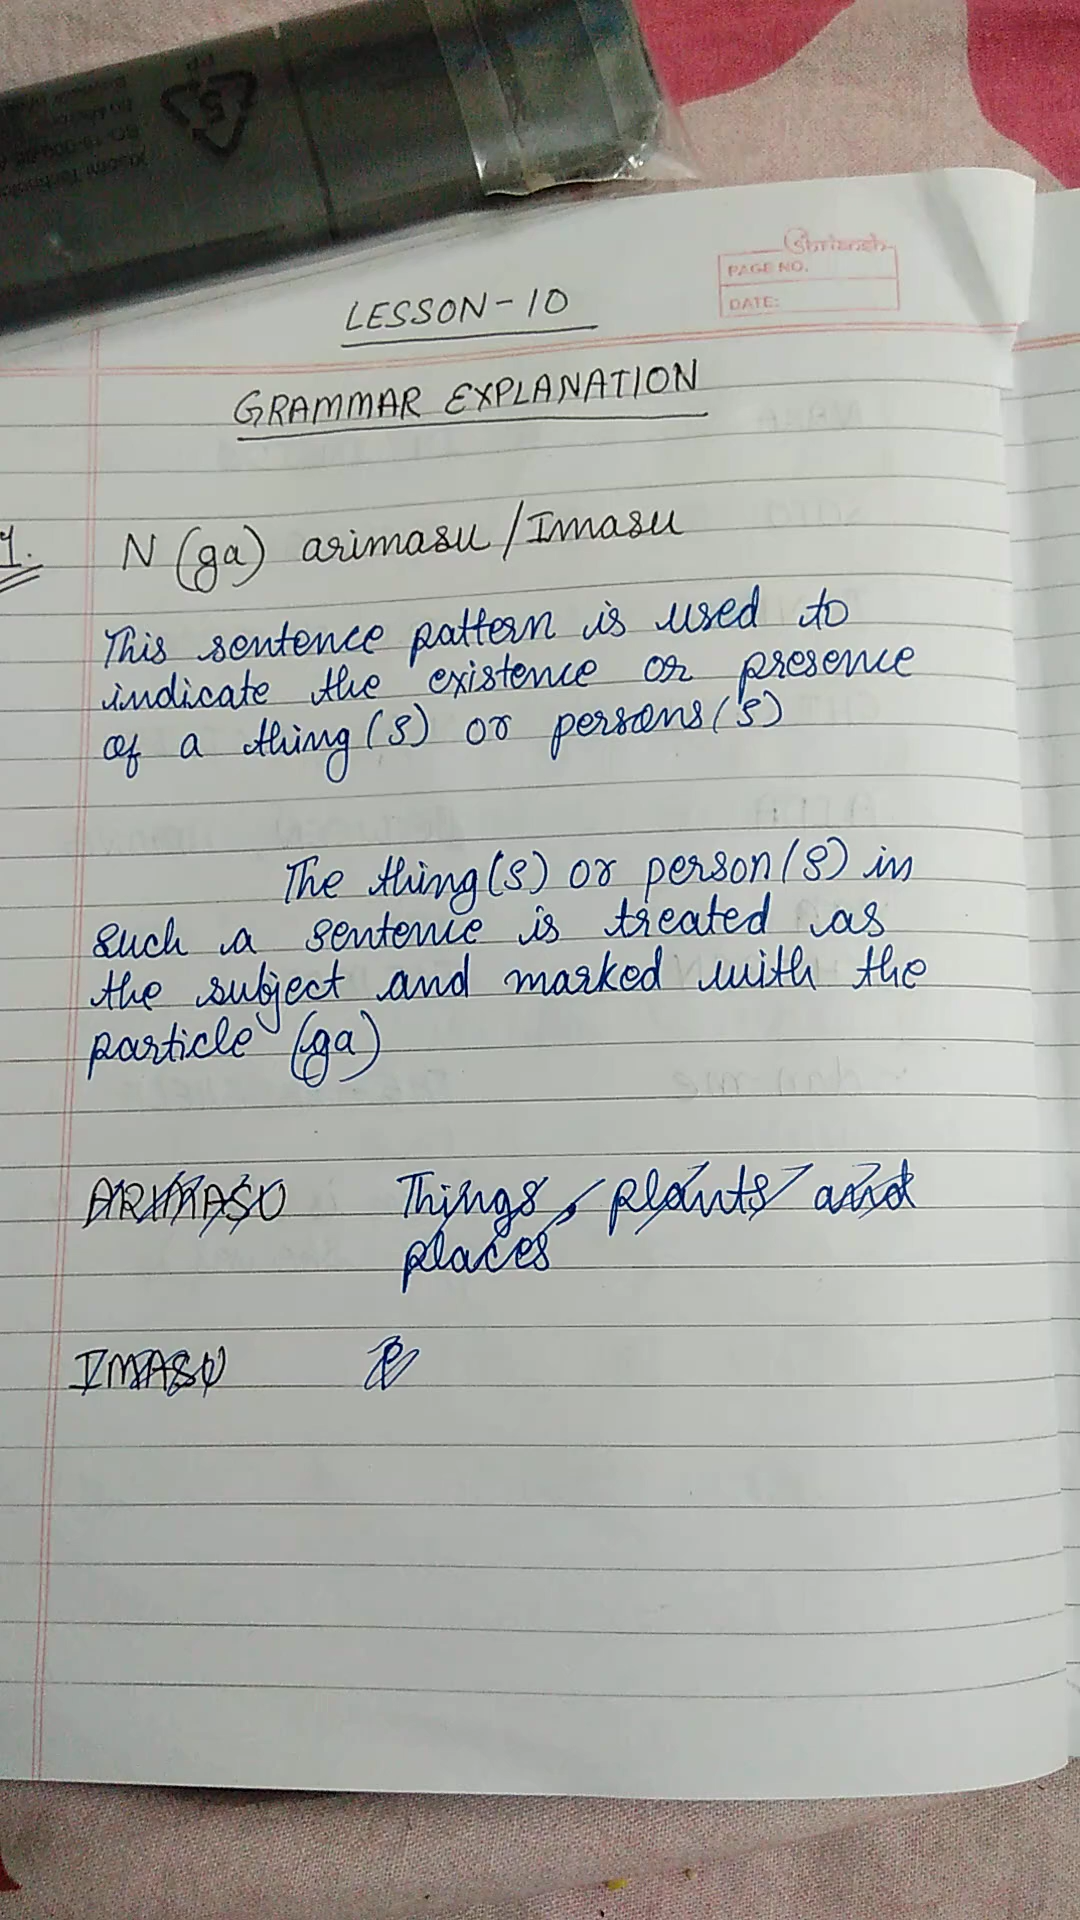 Shriansh
PAGE NO.
DATE:
LESSON-10
GRAMMAR EXPLANATION
1. N (ga) arimasu/Imasu
This sentence pattern is used to
indicate the existence or presence
of a thing(s) or persons(s)
The thing(s) or person(s) in
such a sentence is treated as
the subject and marked with the
particle (ga)
ARIMASU Things, plants and
places
IMASU P